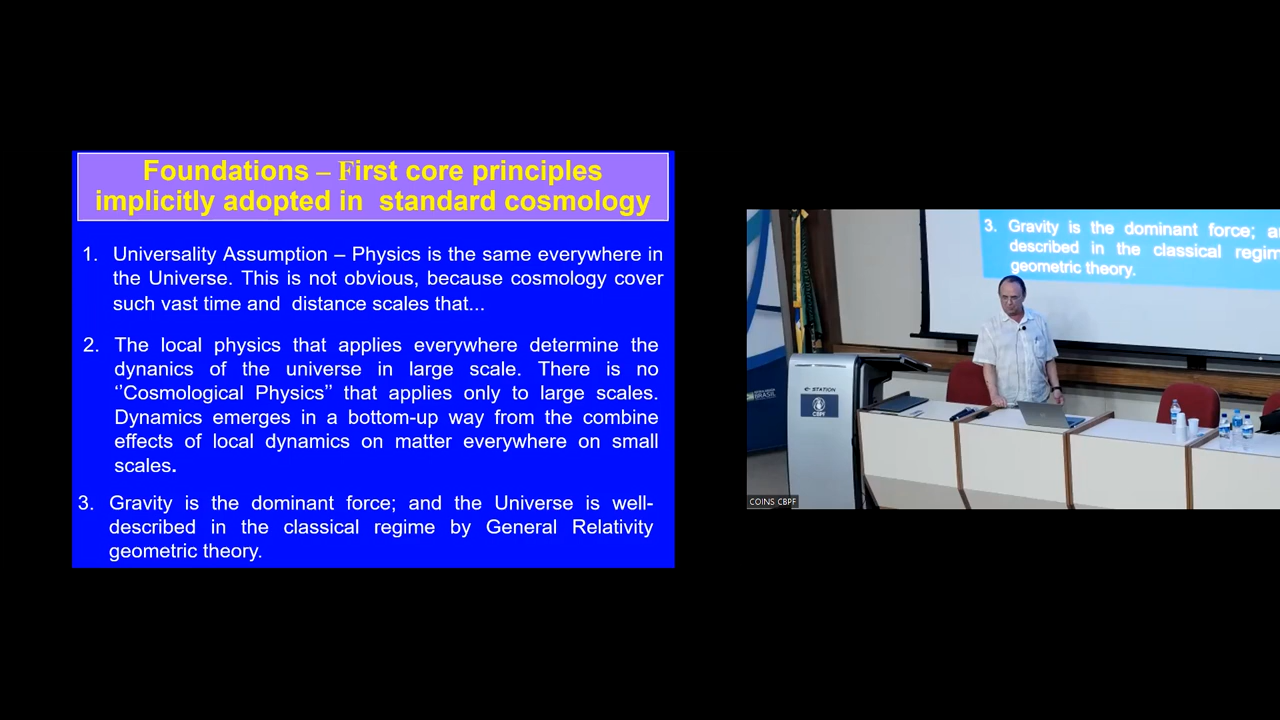 Foundations – First core principles
implicitly adopted in standard cosmology
1. Universality Assumption – Physics is the same everywhere in
the Universe. This is not obvious, because cosmology cover
such vast time and distance scales that...
2. The local physics that applies everywhere determine the
dynanics of the universe in large scale. There is no
‘’Cosmological Physics’’ that applies only to large scales.
Dynamics emerges in a bottom-up way from the combine
effects of local dynamics on matter everywhere on small
scales.
3. Gravity is the dominant force; and the Universe is well-
described in the classical regime by General Relativity
geometric theory.
3. Gravity is the dominant force; a
described in the classical regim
geometric theory.
STATION
CBPF
BRASIL
COINS CBPF